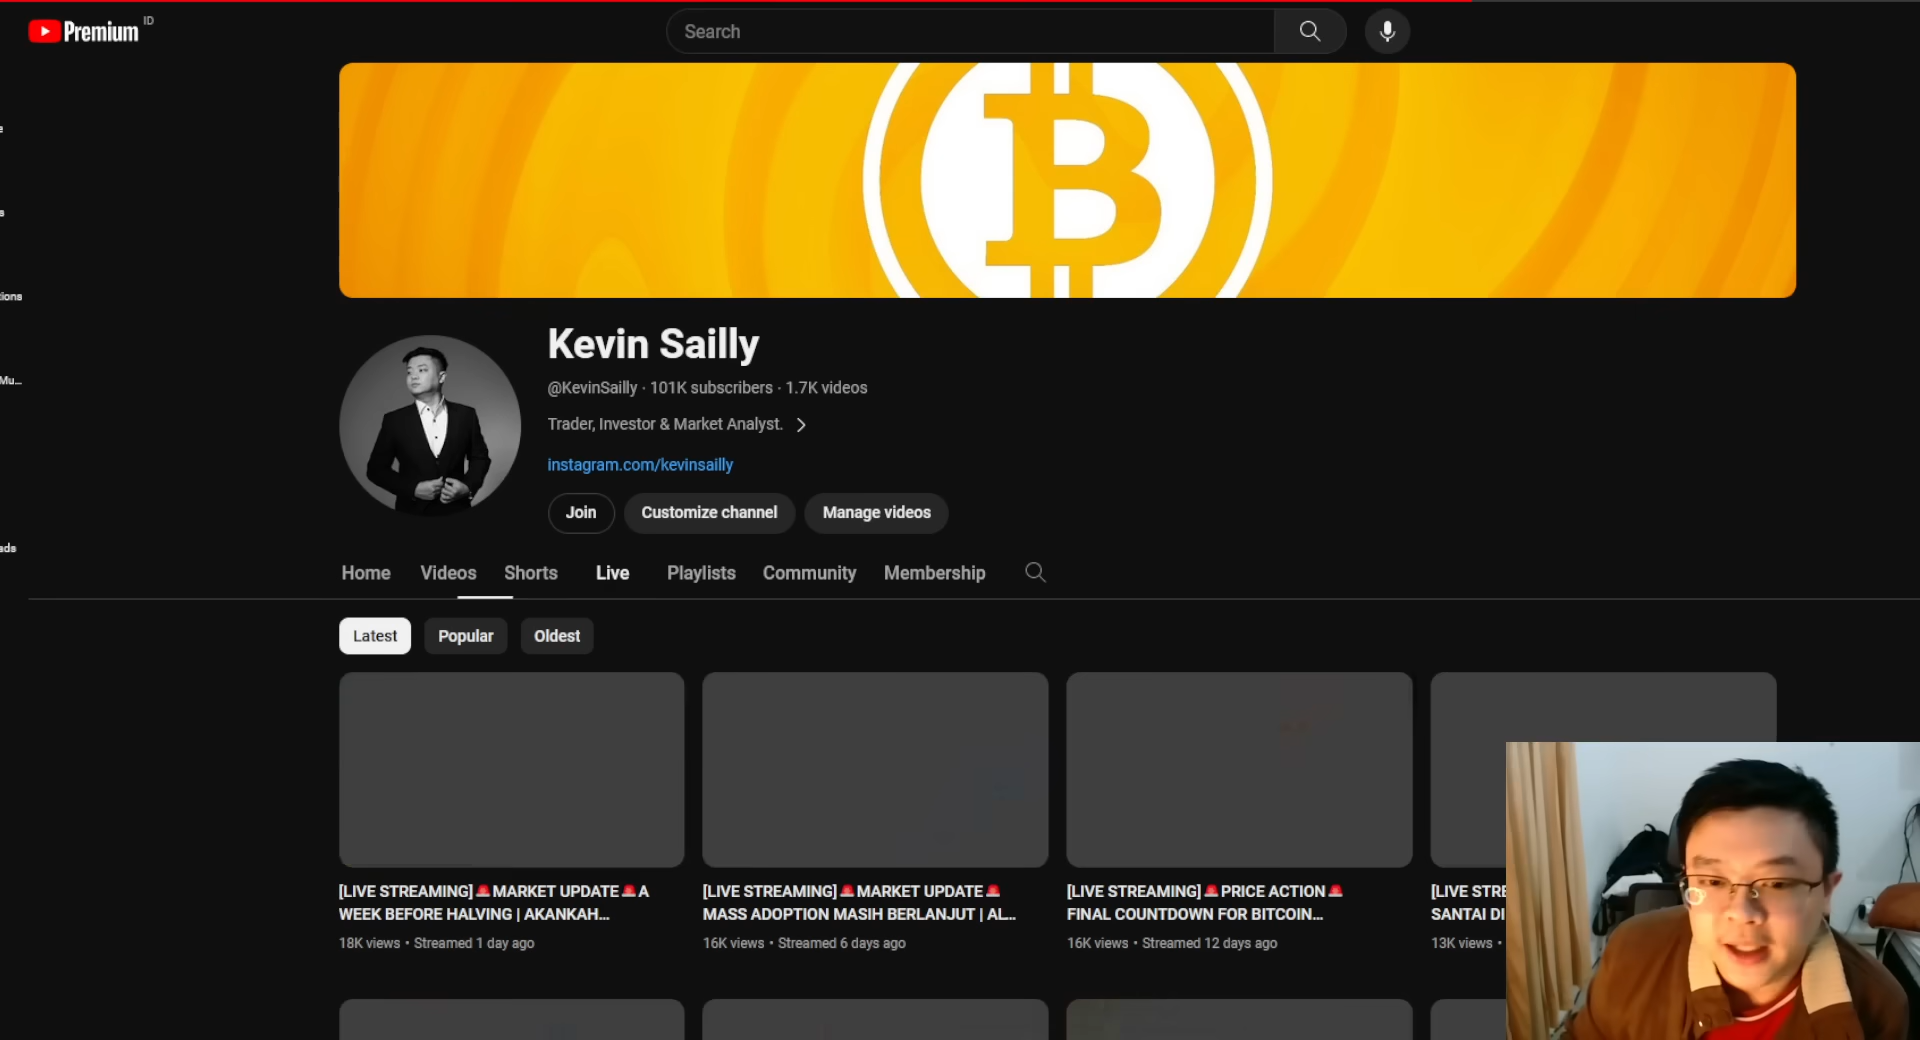 Premium ID
Search
Kevin Sailly
@KevinSailly · 101K subscribers · 1.7K videos
Trader, Investor & Market Analyst.
instagram.com/kevinsailly
Join
Customize channel
Manage videos
Home
Videos
Shorts
Live
Playlists
Community
Membership
Latest
Popular
Oldest
[LIVE STREAMING]🚨MARKET UPDATE🚨A
WEEK BEFORE HALVING | AKANKAH...
18K views • Streamed 1 day ago
[LIVE STREAMING]🚨MARKET UPDATE🚨
MASS ADOPTION MASIH BERLANJUT | AL...
16K views • Streamed 6 days ago
[LIVE STREAMING]🚨PRICE ACTION🚨
FINAL COUNTDOWN FOR BITCOIN...
16K views • Streamed 12 days ago
[LIVE STRE
SANTAI DI
13K views •